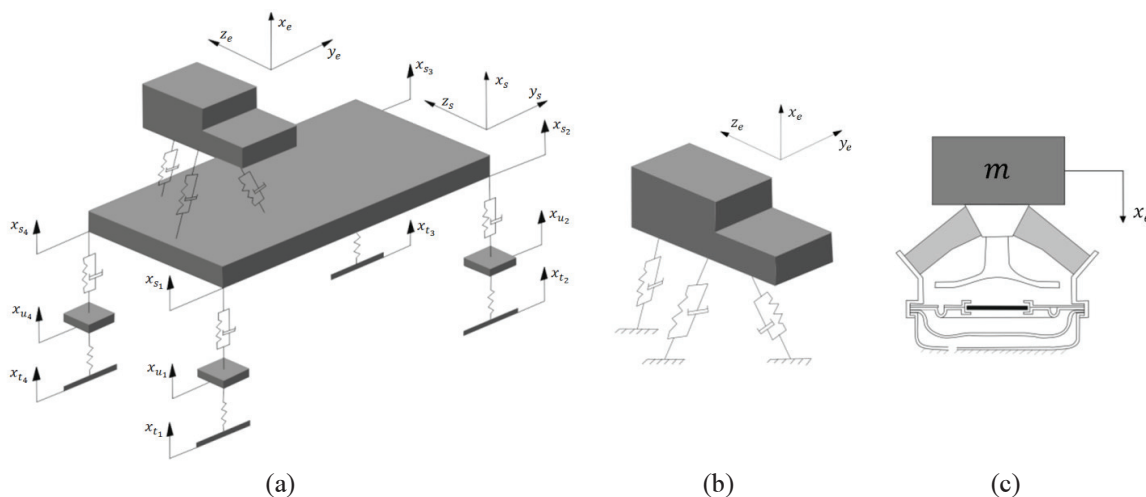 x_e
z_e
y_e
x_{s_3}
x_s
y_s
z_s
x_{s_2}
x_{s_4}
x_{t_3}
x_{u_2}
x_{s_1}
x_{t_2}
x_{u_4}
x_{u_1}
x_{t_4}
x_{t_1}
(a)
x_e
z_e
y_e
(b)
m
(c)